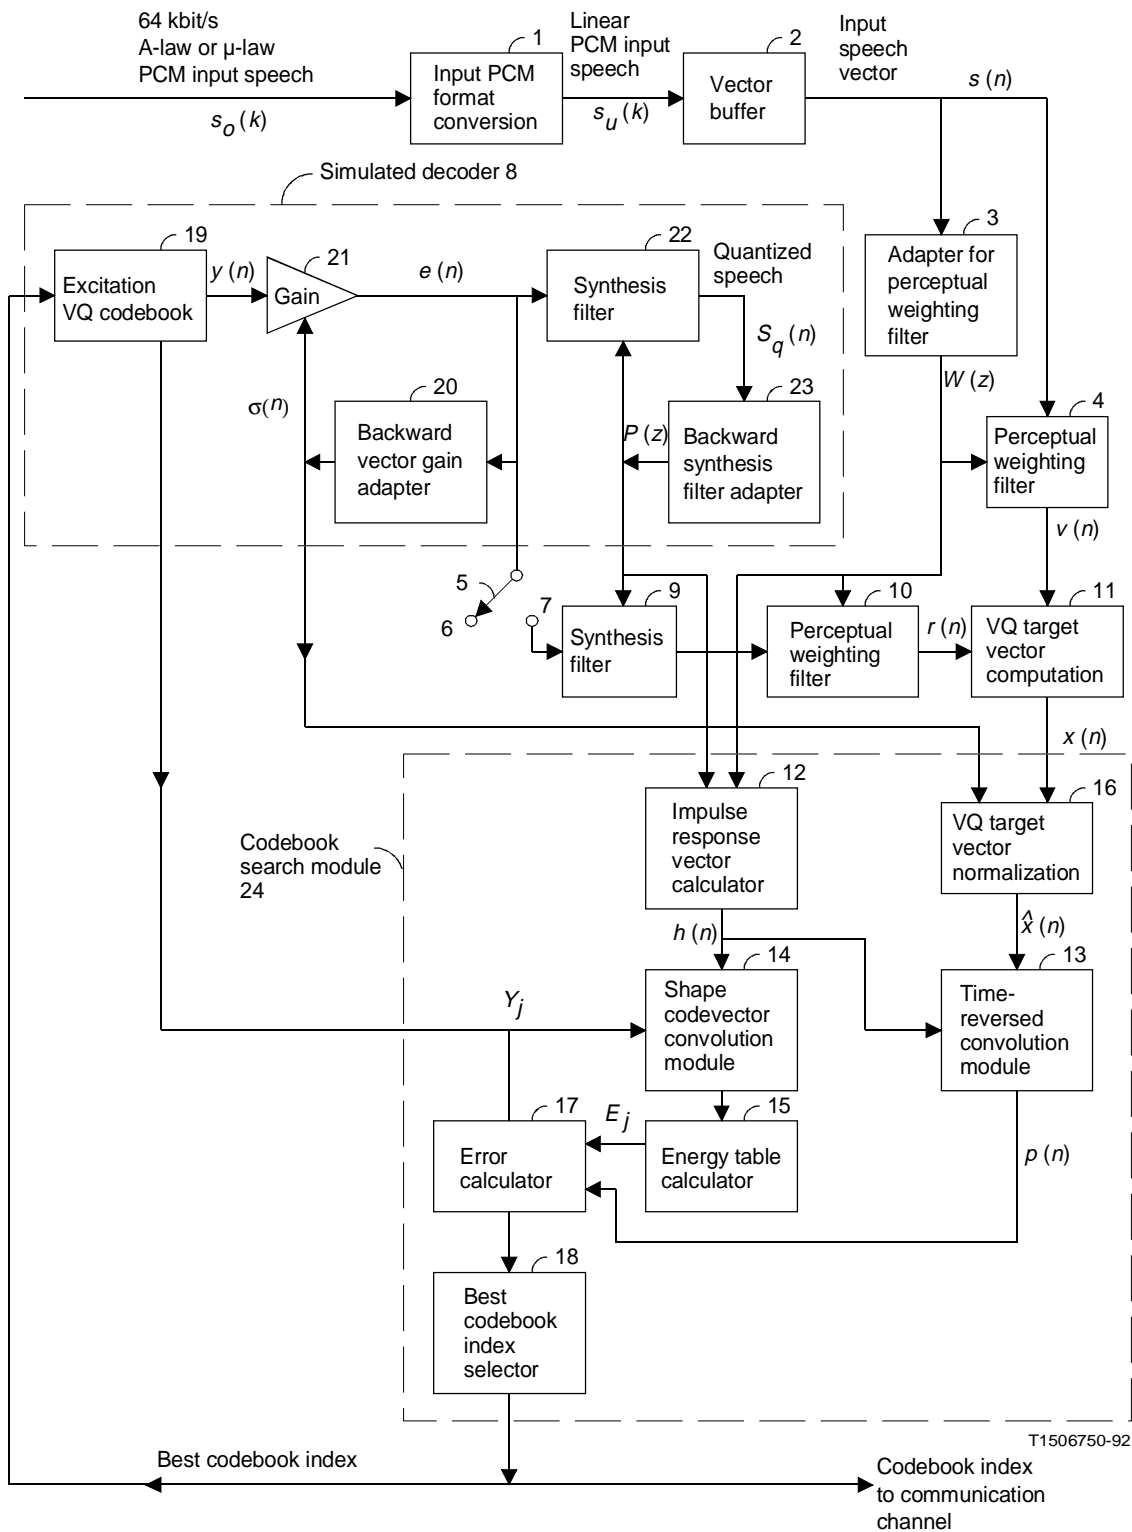 64 kbit/s
A-law or µ-law
PCM input speech
s_o (k)
1
Input PCM
format
conversion
Linear
PCM input
speech
s_u (k)
2
Vector
buffer
Input
speech
vector
s (n)
Simulated decoder 8
19
Excitation
VQ codebook
y (n)
21
Gain
e (n)
22
Synthesis
filter
Quantized
speech
S_q (n)
3
Adapter for
perceptual
weighting
filter
W (z)
σ(n)
20
Backward
vector gain
adapter
P (z)
23
Backward
synthesis
filter adapter
4
Perceptual
weighting
filter
v (n)
5
6
7
9
Synthesis
filter
10
Perceptual
weighting
filter
r (n)
11
VQ target
vector
computation
x (n)
Codebook
search module
24
12
Impulse
response
vector
calculator
h (n)
16
VQ target
vector
normalization
x̂ (n)
Y_j
14
Shape
codevector
convolution
module
13
Time-
reversed
convolution
module
17
Error
calculator
E_j
15
Energy table
calculator
p (n)
18
Best
codebook
index
selector
T1506750-92
Best codebook index
Codebook index
to communication
channel